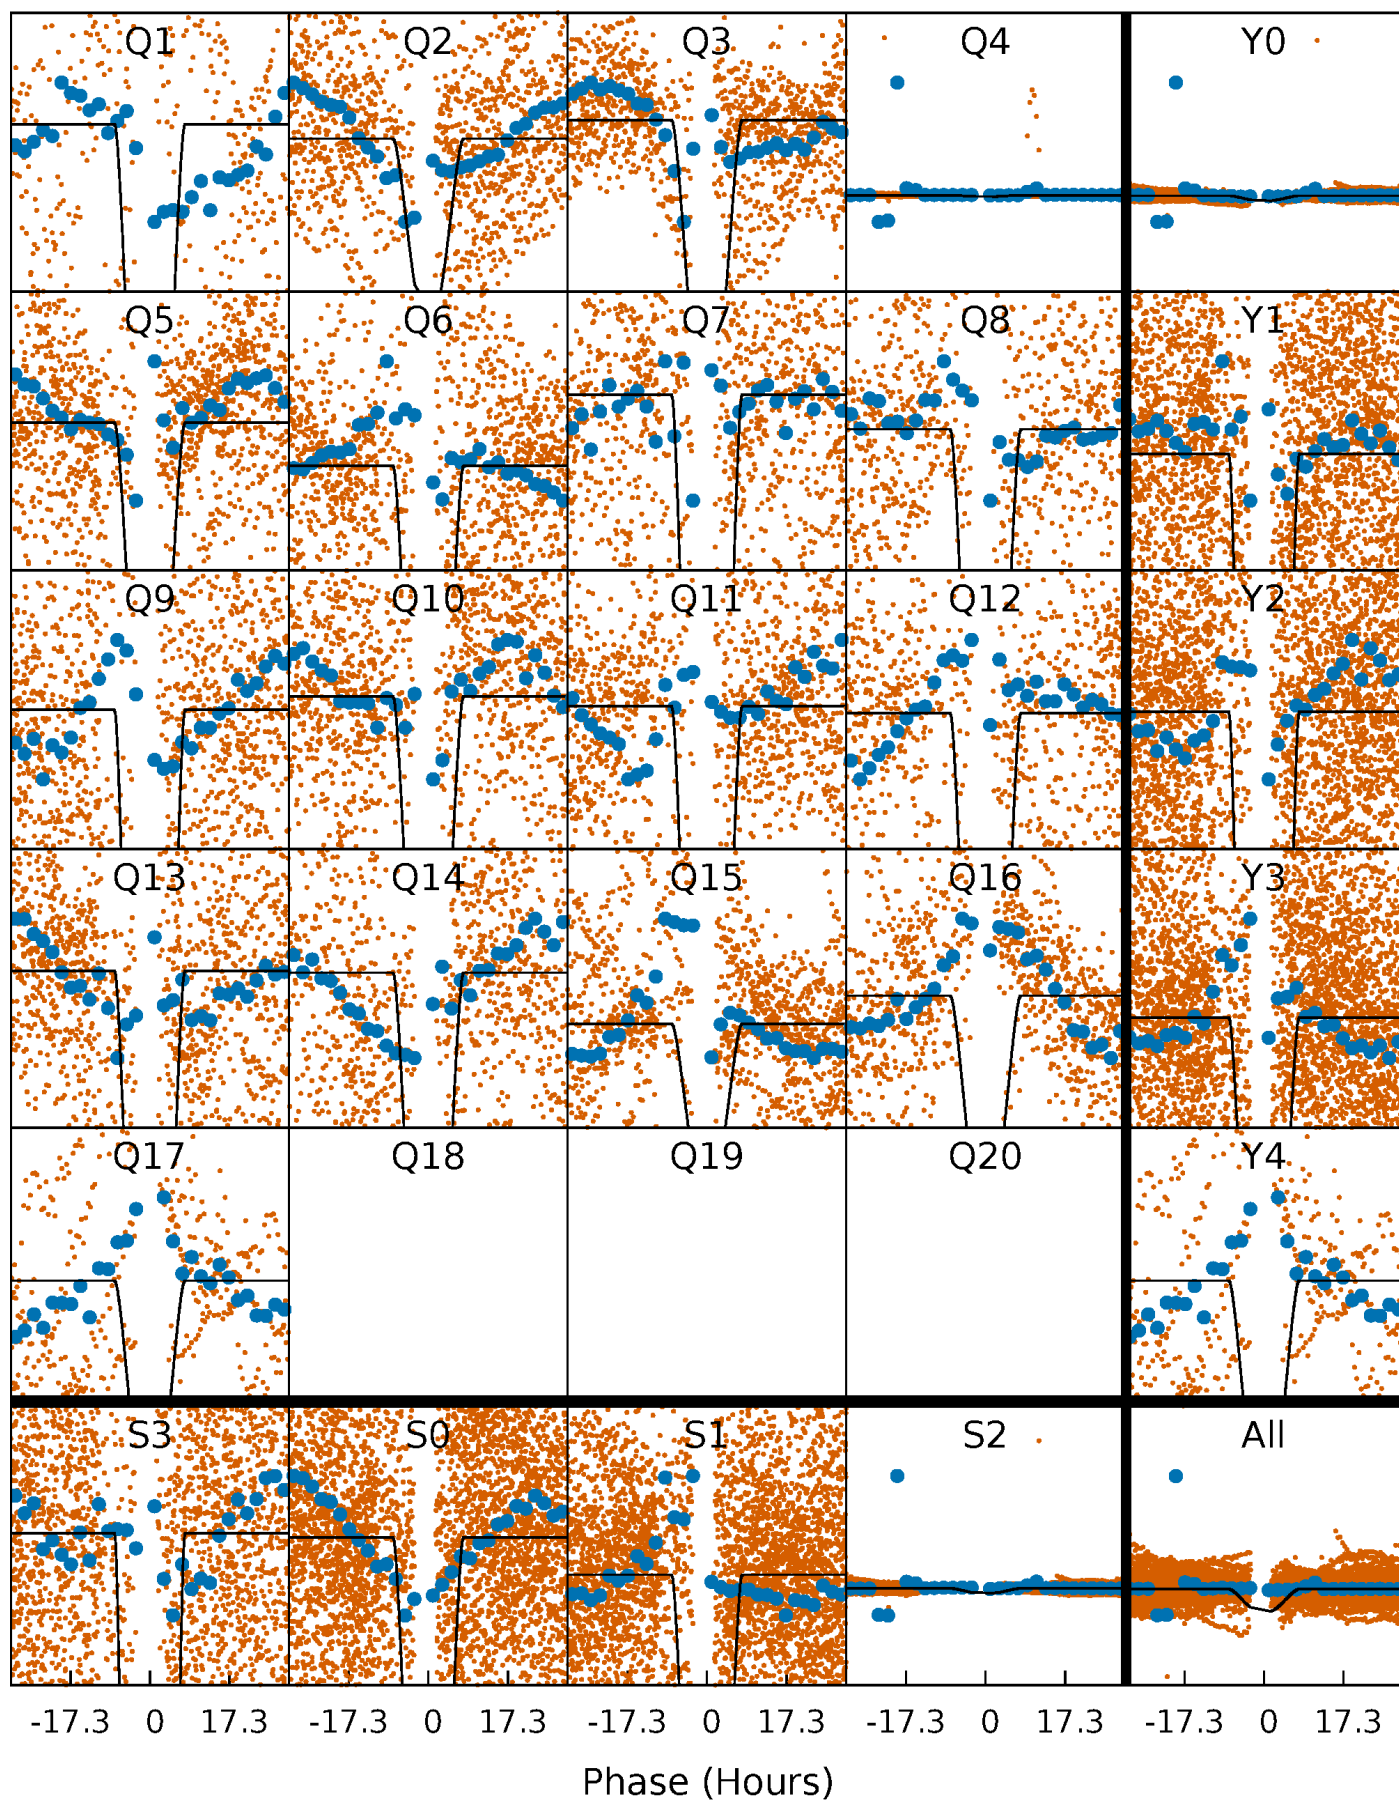 Q1 Q2 Q3 Q4 Y0
Q5 Q6 Q7 Q8 Y1
Q9 Q10 Q11 Q12 Y2
Q13 Q14 Q15 Q16 Y3
Q17 Q18 Q19 Q20 Y4
S3 S0 S1 S2 All
-17.3 0 17.3 -17.3 0 17.3 -17.3 0 17.3 -17.3 0 17.3 -17.3 0 17.3
Phase (Hours)